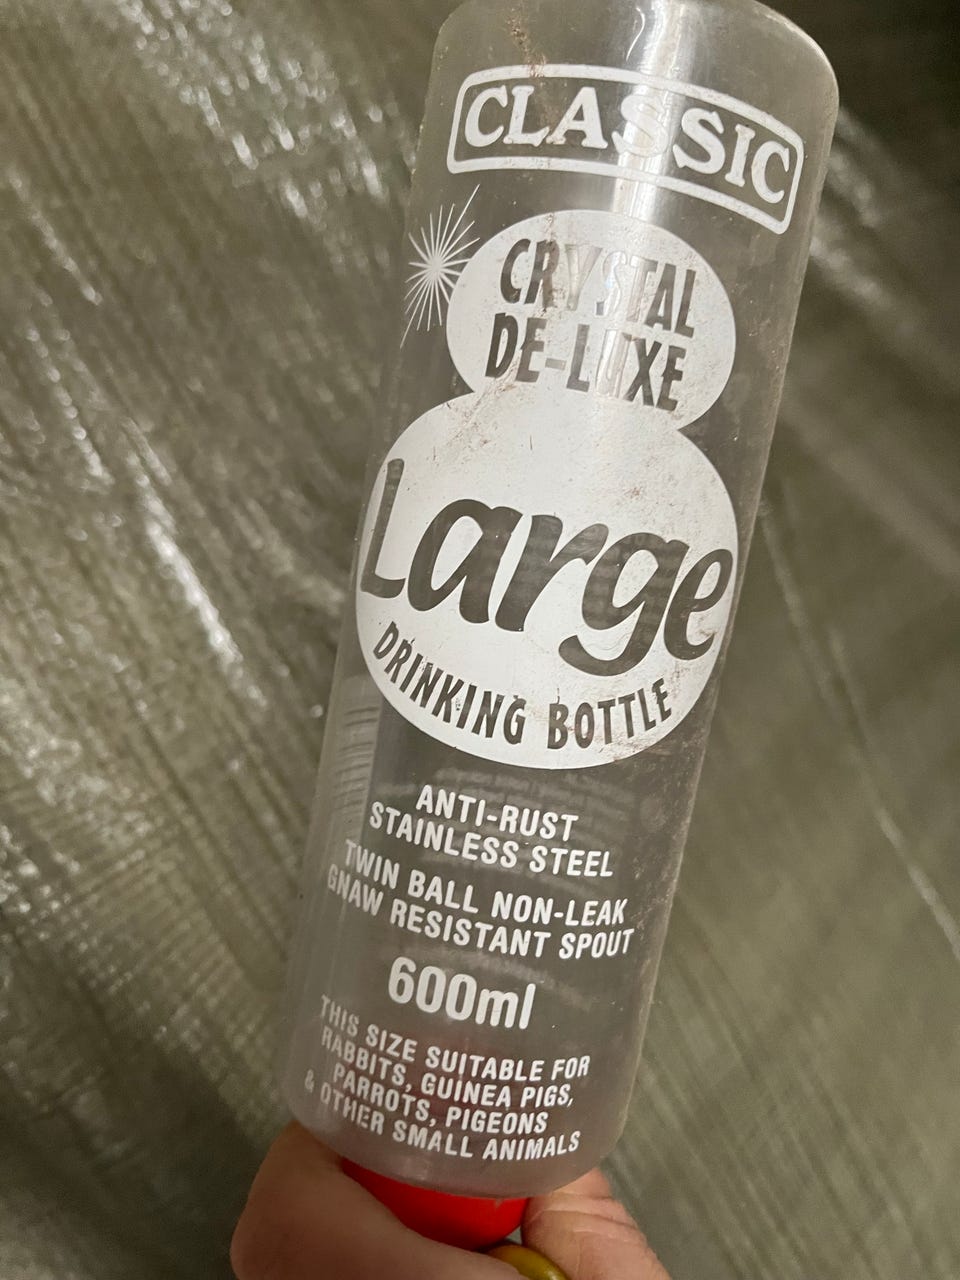 CLASSIC
CRYSTAL
DE-LUXE
Large
DRINKING BOTTLE
ANTI-RUST
STAINLESS STEEL
TWIN BALL NON-LEAK
GNAW RESISTANT SPOUT
600ml
THIS SIZE SUITABLE FOR
RABBITS, GUINEA PIGS,
PARROTS, PIGEONS
& OTHER SMALL ANIMALS